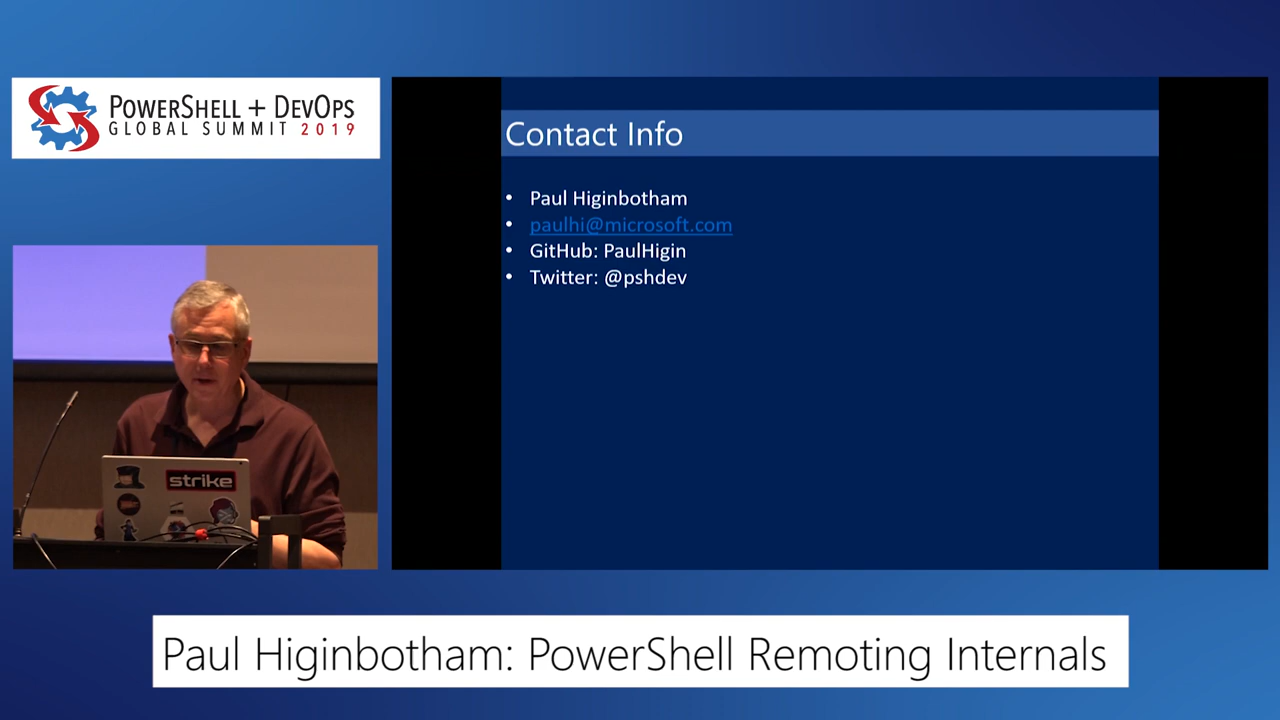 POWERSHELL + DEVOPS
GLOBAL SUMMIT 2019
Contact Info
• Paul Higinbotham
• paulhi@microsoft.com
• GitHub: PaulHigin
• Twitter: @pshdev
strike
Paul Higinbotham: PowerShell Remoting Internals